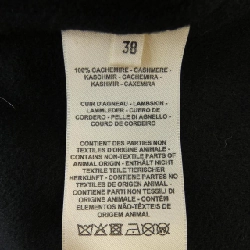 38
100% CACHEMIRE - CASHMERE -
KASCHMIR - CACHEMIR -
KASHMIR - CAXEMIRA
CUIR D'AGNEAU - LAMBSKIN -
LAMMLEDER - CUERO DE
CORDERO - PELLE DI AGNELLO -
COURO DE CORDEIRO
CONTIENT DES PARTIES NON
TEXTILES D'ORIGINE ANIMALE -
CONTAINS NON-TEXTILE PARTS
OF ANIMAL ORIGIN - ENTHÄLT NICHT
TEXTILE TEILE TIERISCHER
HERKUNFT - CONTIENE PARTES
NO TEXTILES DE ORIGEN ANIMAL -
CONTIENE PARTI NON TESSILI DI
ORIGINE ANIMALE - CONTÉM
ELEMENTOS NÃO TÊXTEIS DE
ORIGEM ANIMAL